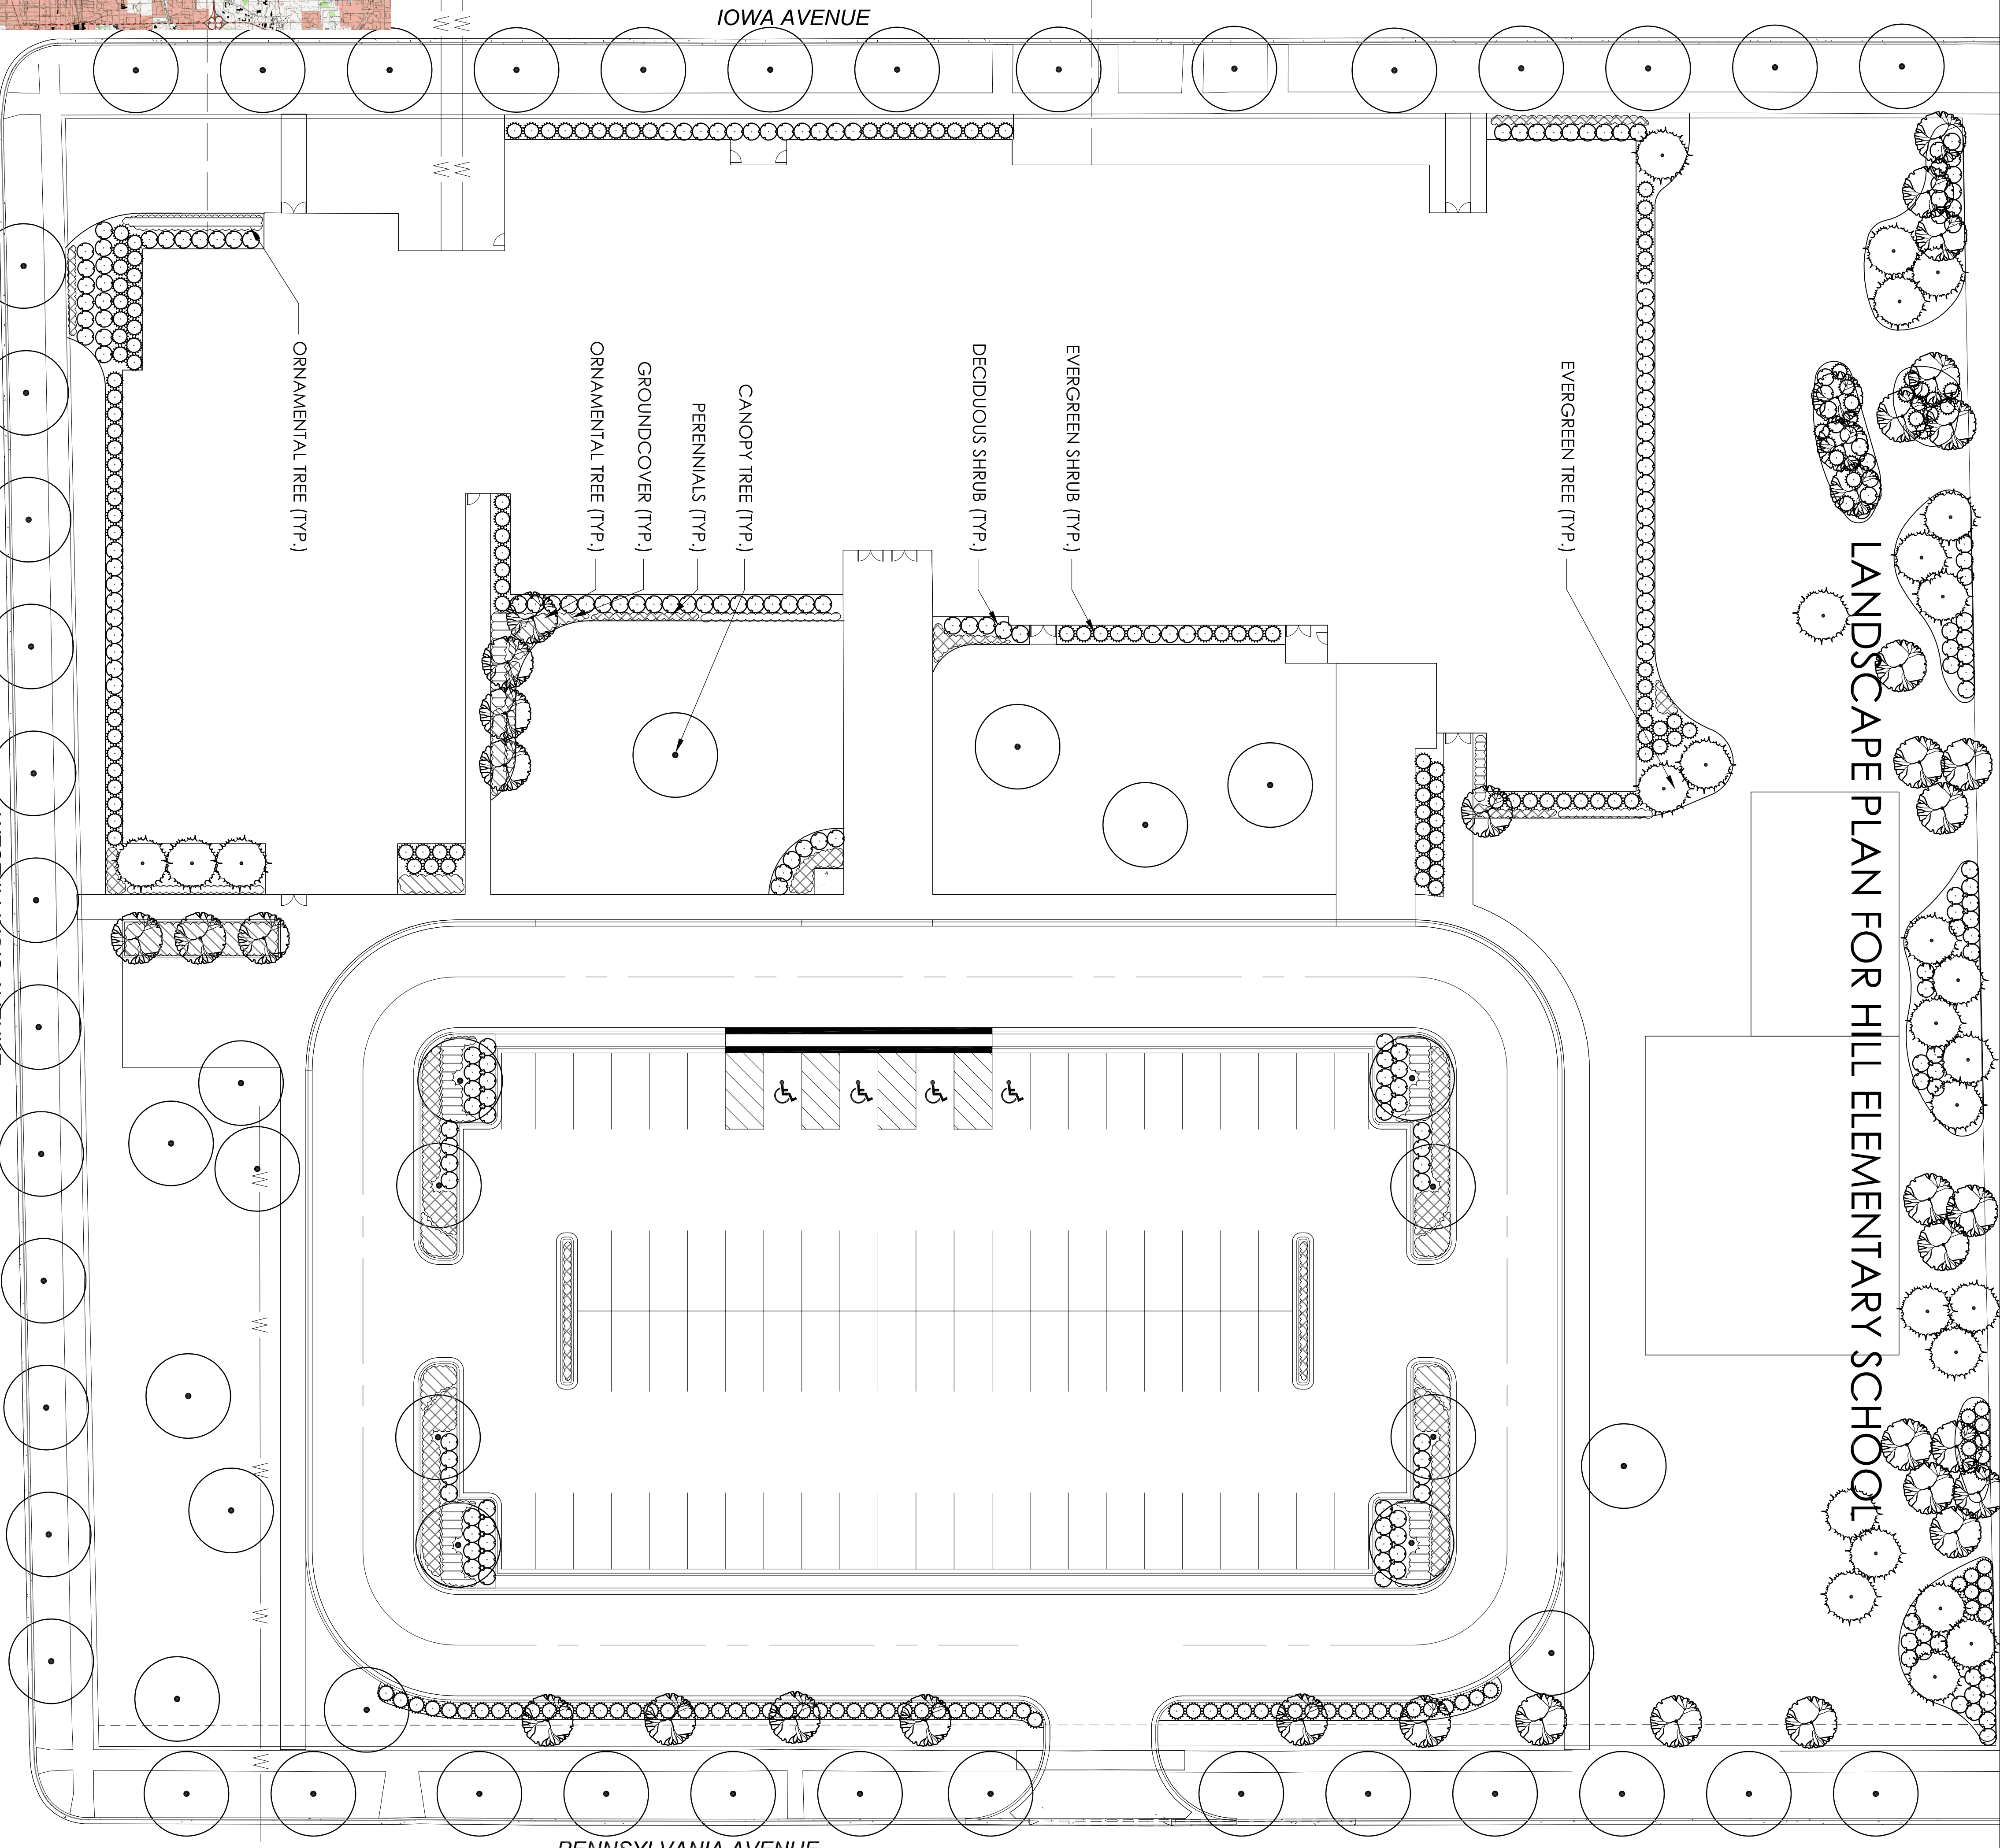 IOWA AVENUE
ORNAMENTAL TREE (TYP.)
ORNAMENTAL TREE (TYP.)
GROUNDCOVER (TYP.)
PERENNIALS (TYP.)
CANOPY TREE (TYP.)
DECIDUOUS SHRUB (TYP.)
EVERGREEN SHRUB (TYP.)
EVERGREEN TREE (TYP.)
LANDSCAPE PLAN FOR HILL ELEMENTARY SCHOOL
W W
W W
W
W
W
W
W
PENNSYLVANIA AVENUE